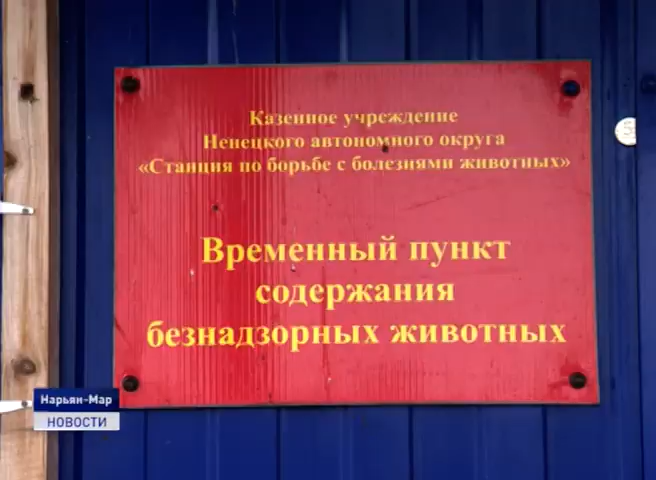 Казенное учреждение
Ненецкого автономного округа
«Станция по борьбе с болезнями животных»
Временный пункт
содержания
безнадзорных животных
Нарьян-Мар
НОВОСТИ